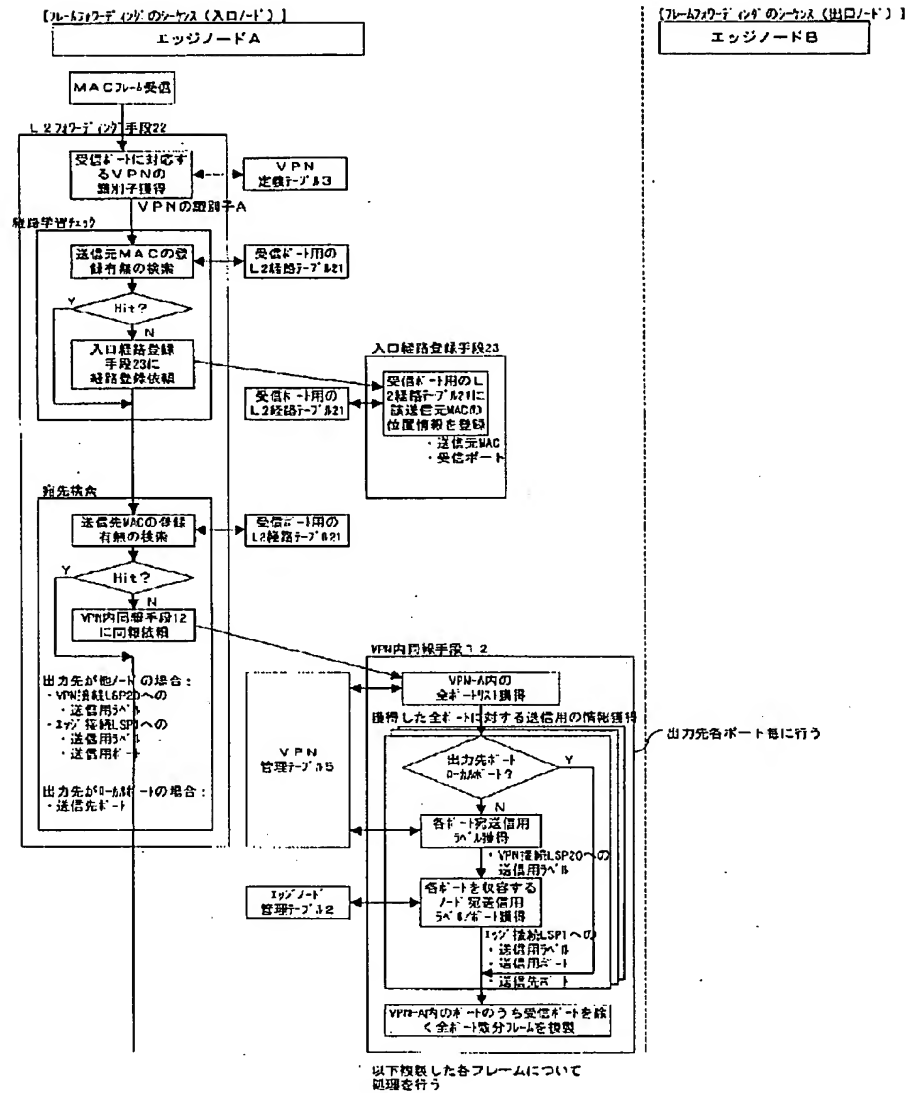 【フレームフォワーディングのシーケンス（入口ノード）】
エッジノードA
【フレームフォワーディングのシーケンス（出口ノード）】
エッジノードB
MACフレーム受信
L2フォワーディング手段22
受信ポートに対応す
るVPNの
識別子獲得
VPN
定義テーブル3
VPNの識別子A
経路学習チェック
送信元MACの登
録有無の検索
受信ポート用の
L2経路テーブル21
Y
Hit?
N
入口経路登録
手段23に
経路登録依頼
入口経路登録手段23
受信ポート用のL
2経路テーブル21に
該送信元MACの
位置情報を登録
受信ポート用の
L2経路テーブル21
・送信元MAC
・受信ポート
宛先検索
送信先MACの登録
有無の検索
受信ポート用の
L2経路テーブル21
Y
Hit?
N
VPN内同報手段12
に同報依頼
出力先が他ノードの場合：
・VPN接続LSP20への
・送信用ラベル
・エッジ接続LSP1への
・送信用ラベル
・送信用ポート
出力先がローカルポートの場合：
・送信先ポート
VPN内同報手段12
VPN-A内の
全ポートリスト獲得
獲得した全ポートに対する送信用の情報獲得
出力先各ポート毎に行う
VPN
管理テーブル5
出力先ポート
ローカルポート?
Y
N
各ポート宛送信用
ラベル獲得
・VPN接続LSP20への
送信用ラベル
エッジノード
管理テーブル2
各ポートを収容する
ノード宛送信用
ラベル/ポート獲得
エッジ接続LSP1への
・送信用ラベル
・送信用ポート
・送信先ポート
VPN-A内のポートのうち受信ポートを除
く全ポート数分フレームを複製
以下複製した各フレームについて
処理を行う